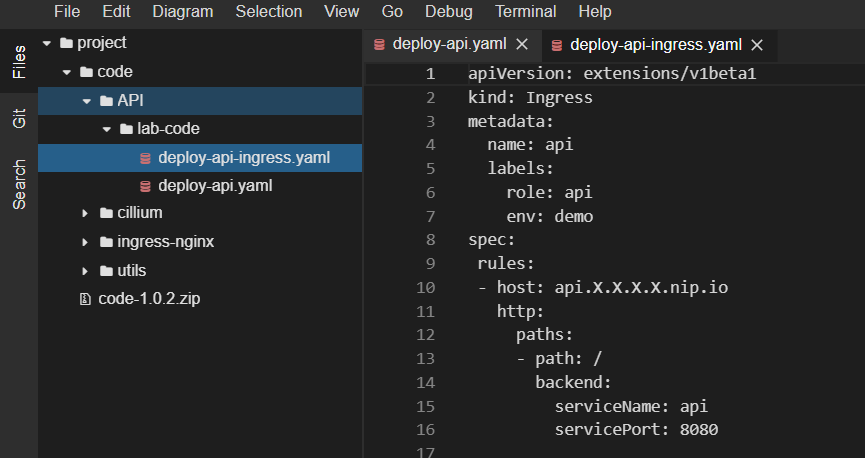 File Edit Diagram Selection View Go Debug Terminal Help
Files
Git
Search
project
code
API
lab-code
deploy-api-ingress.yaml
deploy-api.yaml
cillium
ingress-nginx
utils
code-1.0.2.zip
deploy-api.yaml deploy-api-ingress.yaml
1 apiVersion: extensions/v1beta1
2 kind: Ingress
3 metadata:
4   name: api
5   labels:
6     role: api
7     env: demo
8 spec:
9  rules:
10  - host: api.X.X.X.X.nip.io
11    http:
12      paths:
13      - path: /
14        backend:
15          serviceName: api
16          servicePort: 8080
17